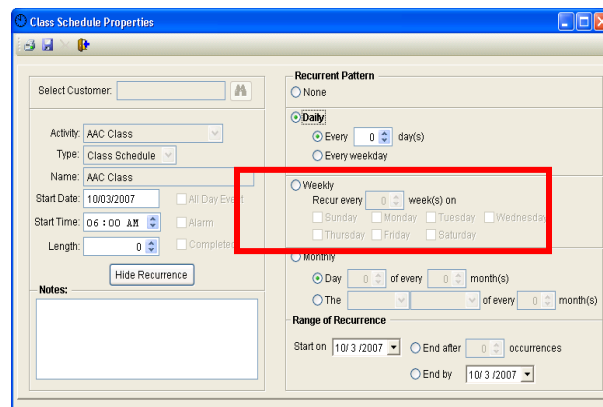 Class Schedule Properties
Select Customer:
Activity: AAC Class
Type: Class Schedule
Name: AAC Class
Start Date: 10/03/2007 All Day Event
Start Time: 06:00 AM Alarm
Length: 0 Completed
Hide Recurrence
Notes:
Recurrent Pattern
None
Daily
Every 0 day(s)
Every weekday
Weekly
Recur every 0 week(s) on
Sunday Monday Tuesday Wednesday
Thursday Friday Saturday
Monthly
Day 0 of every 0 month(s)
The of every 0 month(s)
Range of Recurrence
Start on 10/ 3 /2007 End after 0 occurrences
End by 10/ 3 /2007